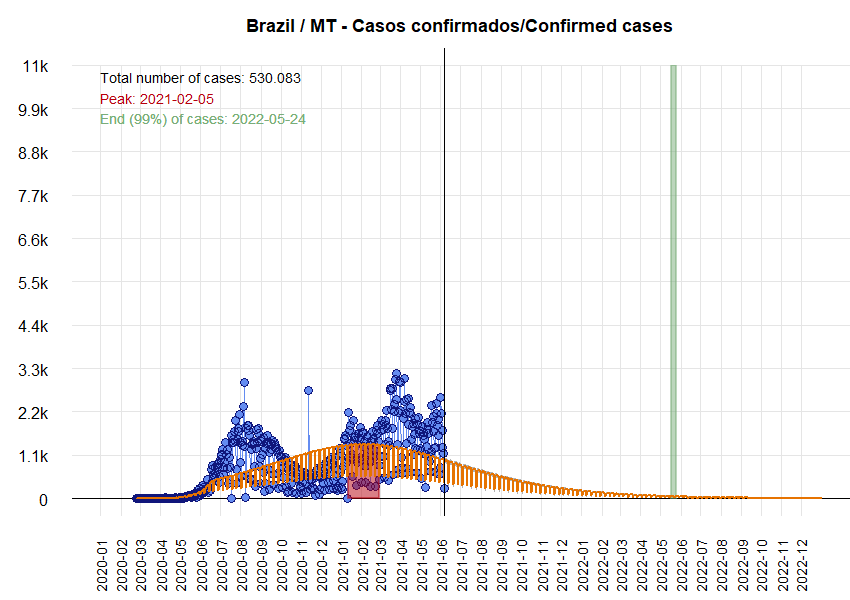 Brazil / MT - Casos confirmados/Confirmed cases
11k
Total number of cases: 530.083
Peak: 2021-02-05
9.9k
End (99%) of cases: 2022-05-24
8.8k
7.7k
6.6k
5.5k
4.4k
3.3k
2.2k
1.1k
0
2020-01
2020-02
2020-03
2020-04
2020-05
2020-06
2020-07
2020-08
2020-09
2020-10
2020-11
2020-12
2021-01
2021-02
2021-03
2021-04
2021-05
2021-06
2021-07
2021-08
2021-09
2021-10
2021-11
2021-12
2022-01
2022-02
2022-03
2022-04
2022-05
2022-06
2022-07
2022-08
2022-09
2022-10
2022-11
2022-12